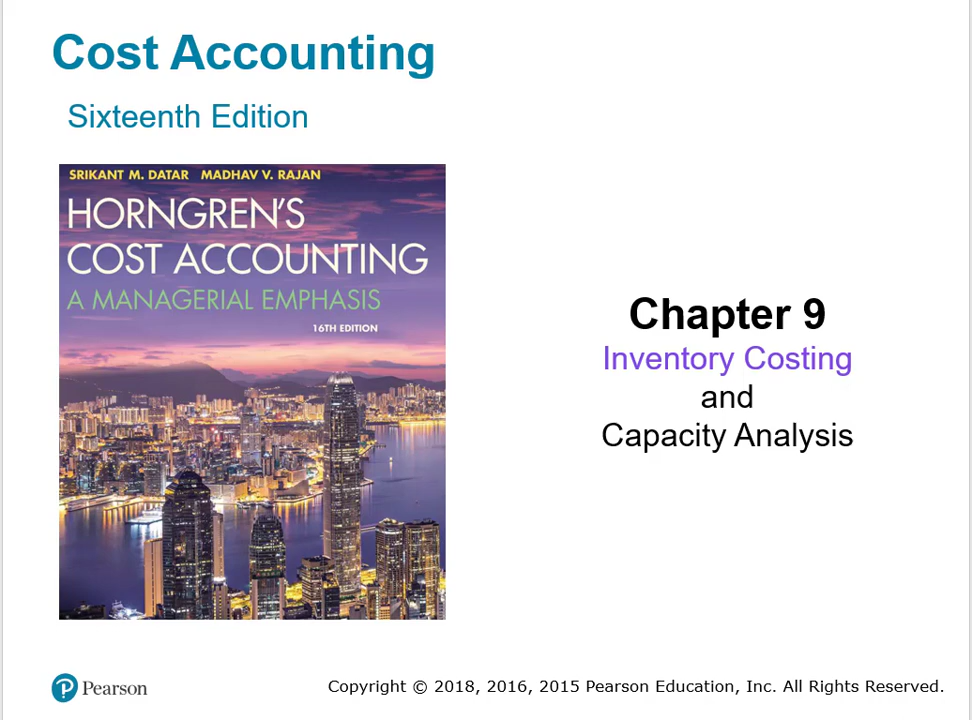 Cost Accounting
Sixteenth Edition
SRIKANT M. DATAR MADHAV V. RAJAN
HORNGREN'S
COST ACCOUNTING
A MANAGERIAL EMPHASIS
16TH EDITION
Chapter 9
Inventory Costing
and
Capacity Analysis
P Pearson
Copyright © 2018, 2016, 2015 Pearson Education, Inc. All Rights Reserved.